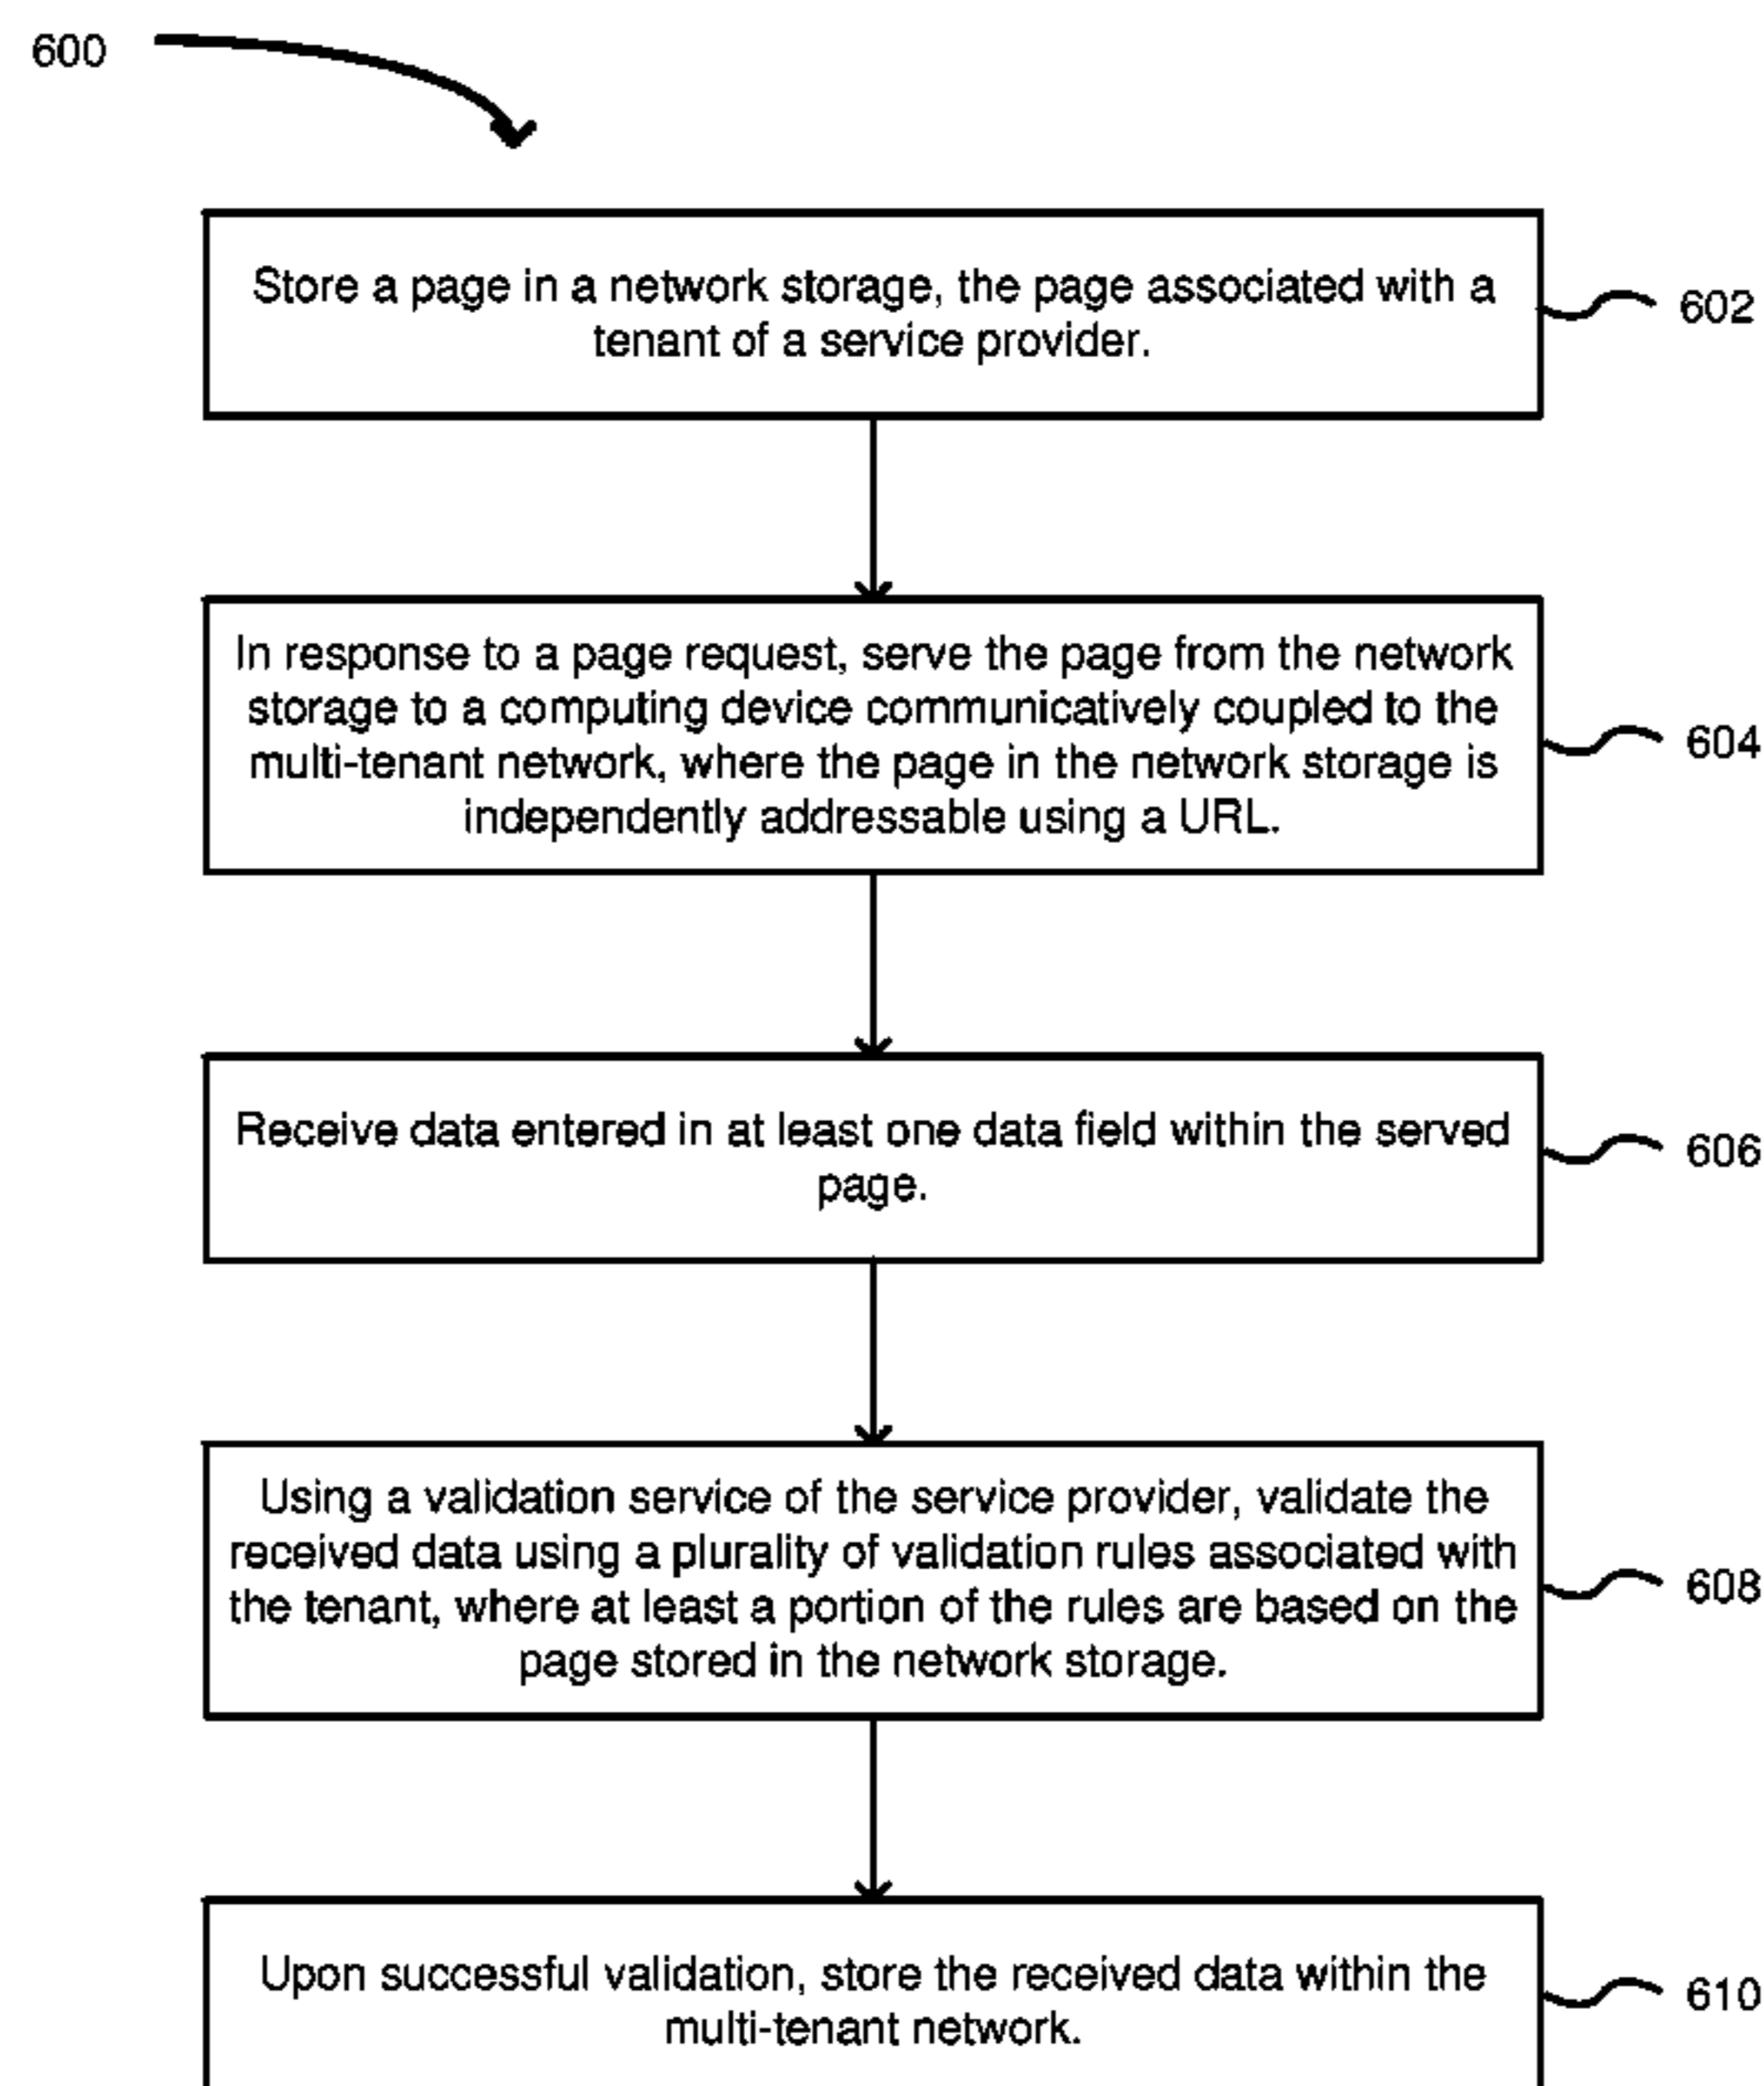 600
Store a page in a network storage, the page associated with a
tenant of a service provider.
602
In response to a page request, serve the page from the network
storage to a computing device communicatively coupled to the
multi-tenant network, where the page in the network storage is
independently addressable using a URL.
604
Receive data entered in at least one data field within the served
page.
606
Using a validation service of the service provider, validate the
received data using a plurality of validation rules associated with
the tenant, where at least a portion of the rules are based on the
page stored in the network storage.
608
Upon successful validation, store the received data within the
multi-tenant network.
610